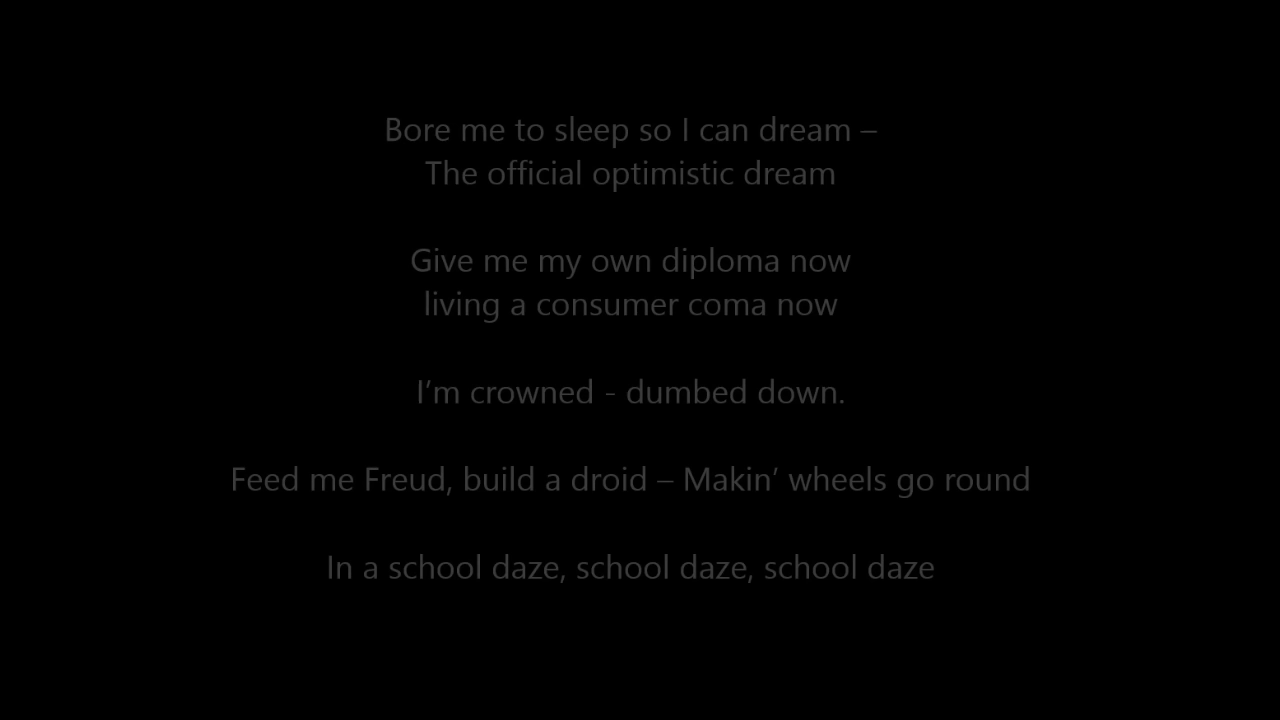 Bore me to sleep so I can dream –
The official optimistic dream
Give me my own diploma now
living a consumer coma now
I’m crowned - dumbed down.
Feed me Freud, build a droid – Makin’ wheels go round
In a school daze, school daze, school daze